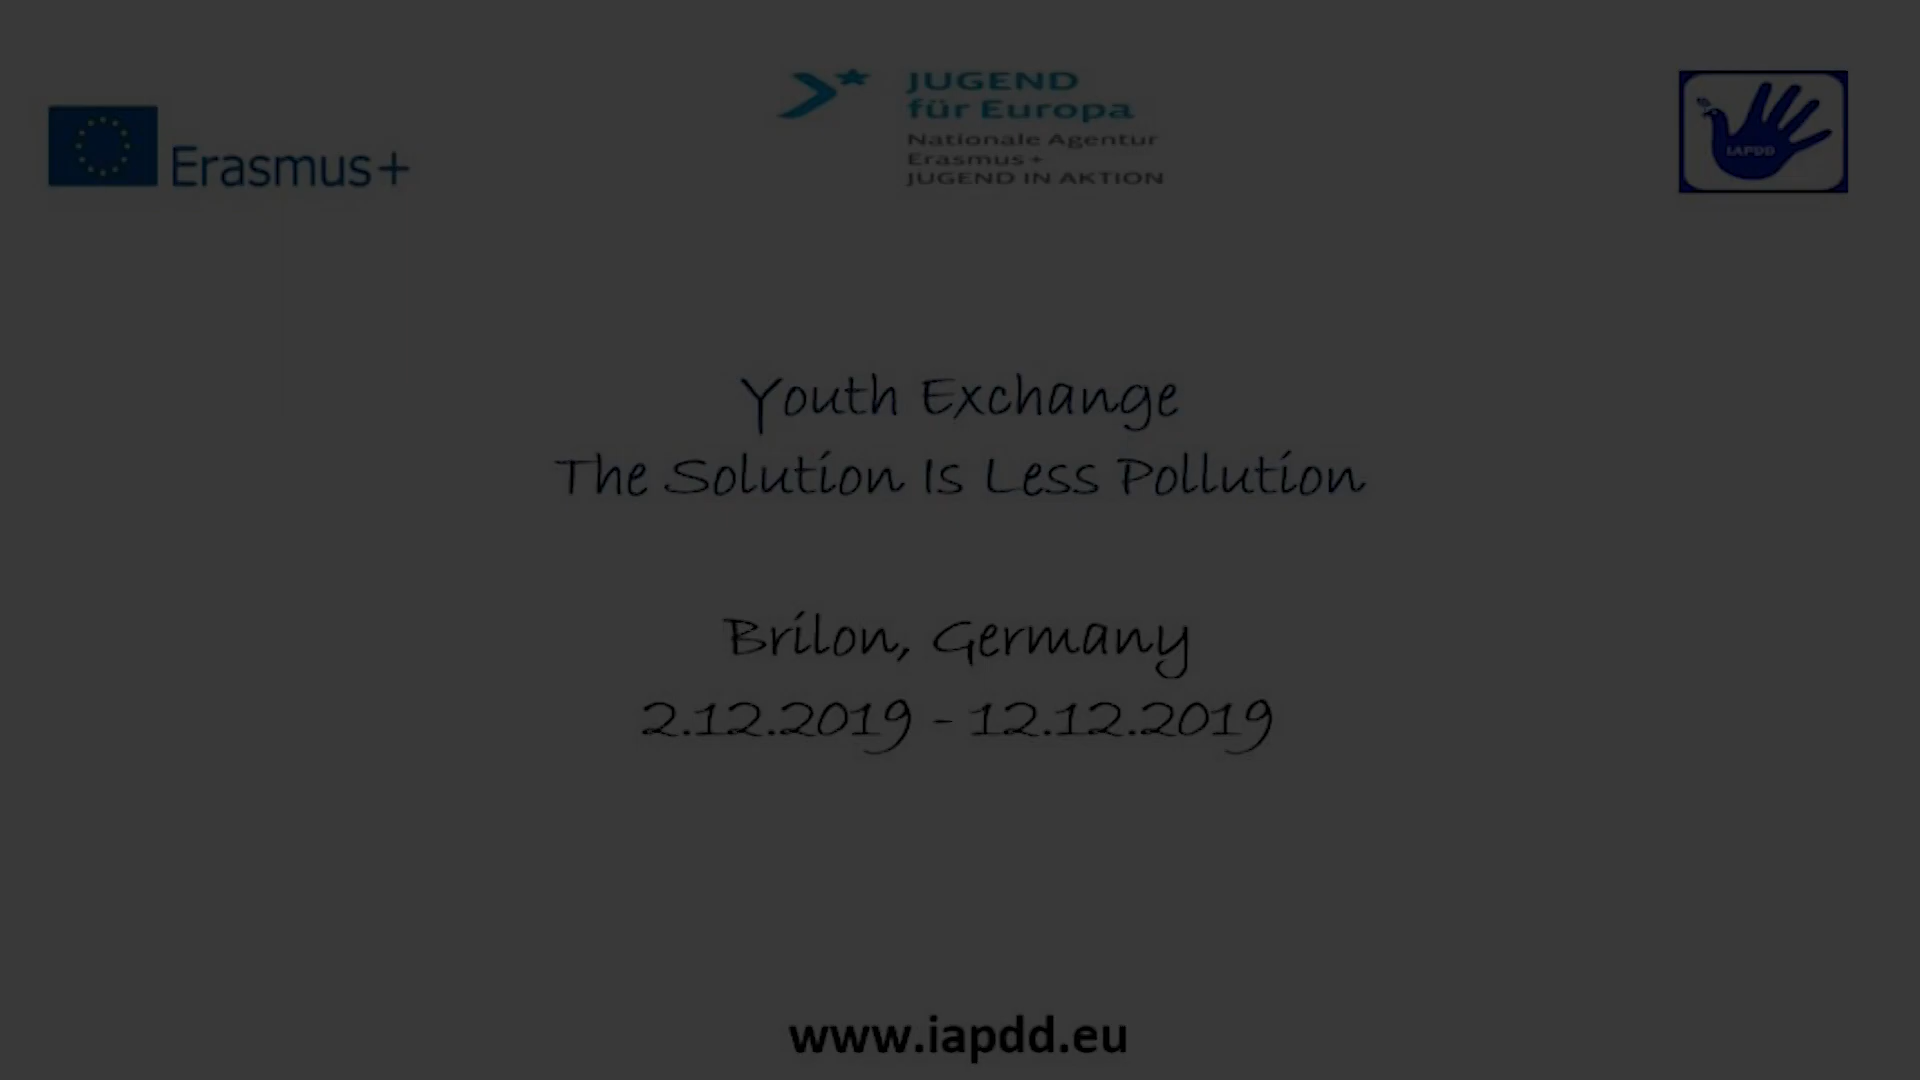 Erasmus+
JUGEND
für Europa
Nationale Agentur
Erasmus +
JUGEND IN AKTION
IAPDD
Youth Exchange
The Solution Is Less Pollution
Brilon, Germany
2.12.2019 - 12.12.2019
www.iapdd.eu